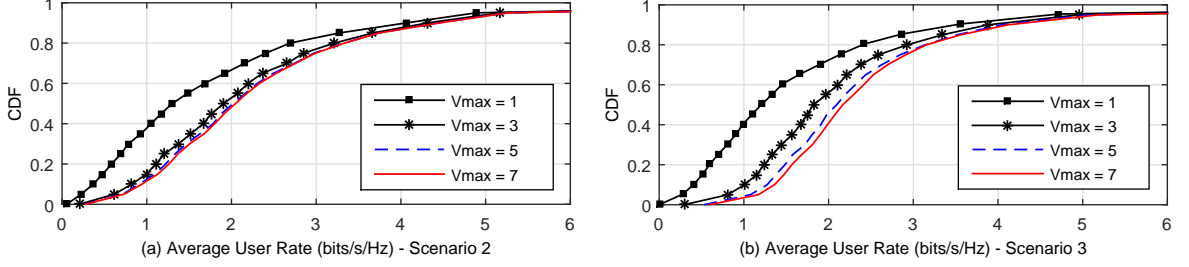 1
0.8
0.6
0.4
0.2
0
CDF
0 1 2 3 4 5 6
Vmax = 1
Vmax = 3
Vmax = 5
Vmax = 7
(a) Average User Rate (bits/s/Hz) - Scenario 2
1
0.8
0.6
0.4
0.2
0
CDF
0 1 2 3 4 5 6
Vmax = 1
Vmax = 3
Vmax = 5
Vmax = 7
(b) Average User Rate (bits/s/Hz) - Scenario 3